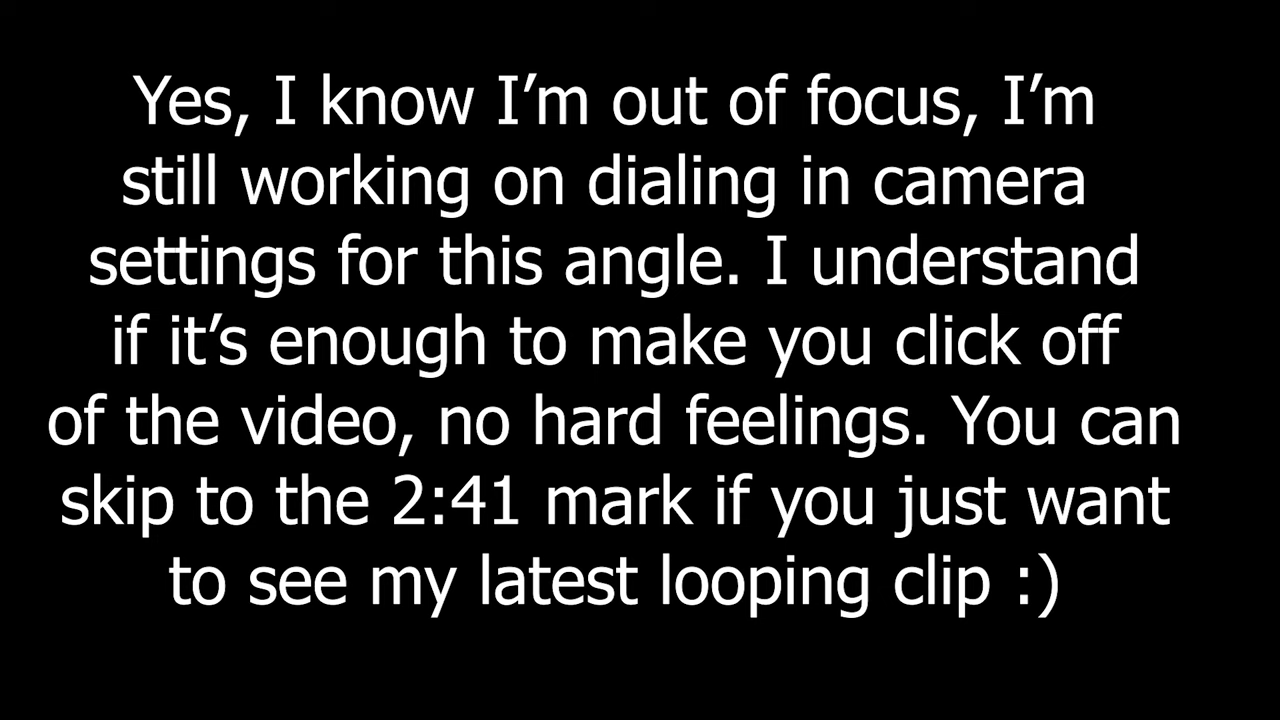 Yes, I know I’m out of focus, I’m
still working on dialing in camera
settings for this angle. I understand
if it’s enough to make you click off
of the video, no hard feelings. You can
skip to the 2:41 mark if you just want
to see my latest looping clip :)